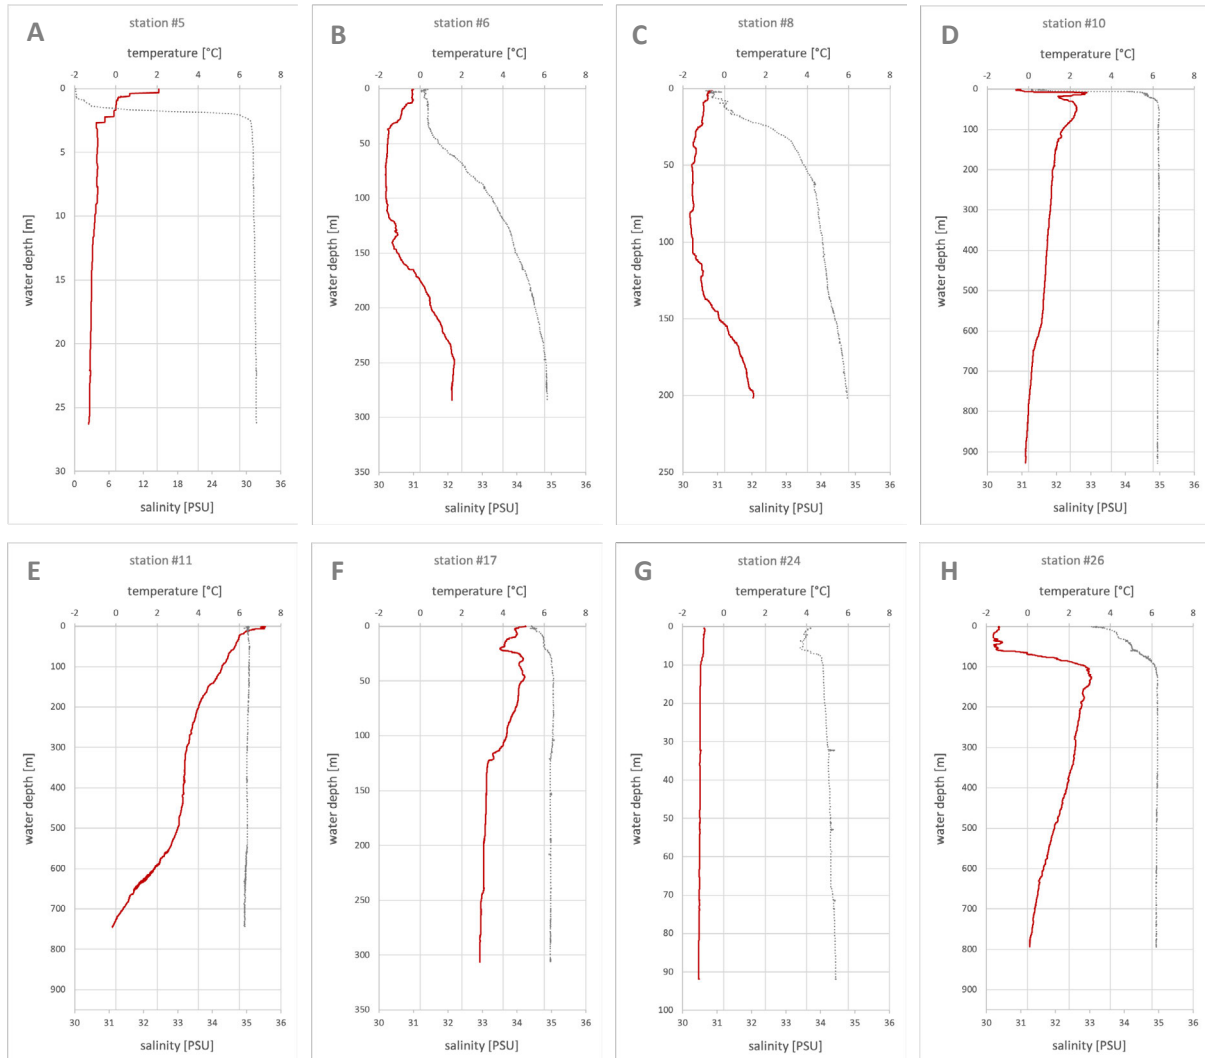 A
station #5
temperature [°C]
-2 0 2 4 6 8
0
5
10
15
20
25
30
water depth [m]
0 6 12 18 24 30 36
salinity [PSU]
B
station #6
temperature [°C]
-2 0 2 4 6 8
0
50
100
150
200
250
300
350
water depth [m]
30 31 32 33 34 35 36
salinity [PSU]
C
station #8
temperature [°C]
-2 0 2 4 6 8
0
50
100
150
200
250
water depth [m]
30 31 32 33 34 35 36
salinity [PSU]
D
station #10
temperature [°C]
-2 0 2 4 6 8
0
100
200
300
400
500
600
700
800
900
water depth [m]
30 31 32 33 34 35 36
salinity [PSU]
E
station #11
temperature [°C]
-2 0 2 4 6 8
0
100
200
300
400
500
600
700
800
900
water depth [m]
30 31 32 33 34 35 36
salinity [PSU]
F
station #17
temperature [°C]
-2 0 2 4 6 8
0
50
100
150
200
250
300
350
water depth [m]
30 31 32 33 34 35 36
salinity [PSU]
G
station #24
temperature [°C]
-2 0 2 4 6 8
0
10
20
30
40
50
60
70
80
90
100
water depth [m]
30 31 32 33 34 35 36
salinity [PSU]
H
station #26
temperature [°C]
-2 0 2 4 6 8
0
100
200
300
400
500
600
700
800
900
water depth [m]
30 31 32 33 34 35 36
salinity [PSU]